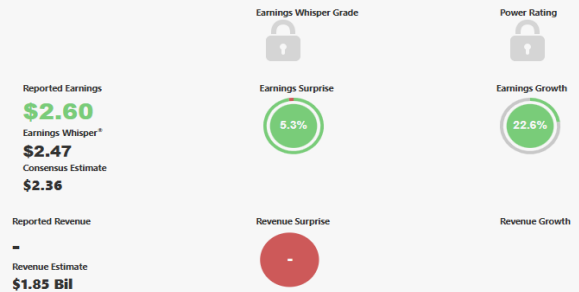 Earnings Whisper Grade
Power Rating
Reported Earnings
Earnings Surprise
Earnings Growth
$2.60
5.3%
22.6%
Earnings Whisper®
$2.47
Consensus Estimate
$2.36
Reported Revenue
Revenue Surprise
Revenue Growth
-
-
Revenue Estimate
$1.85 Bil